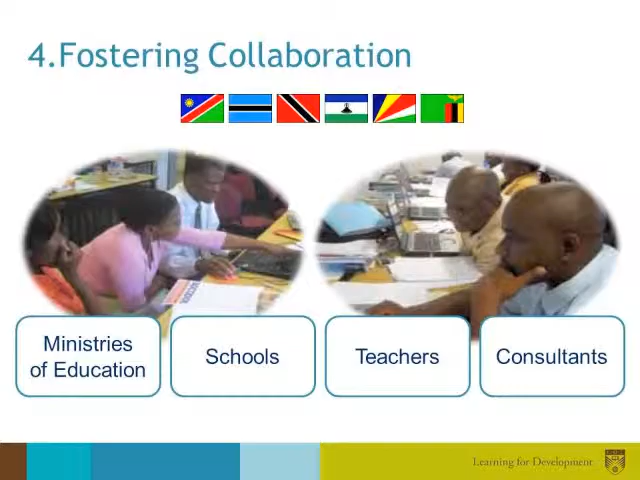 4.Fostering Collaboration
Ministries
of Education
Schools
Teachers
Consultants
Learning for Development